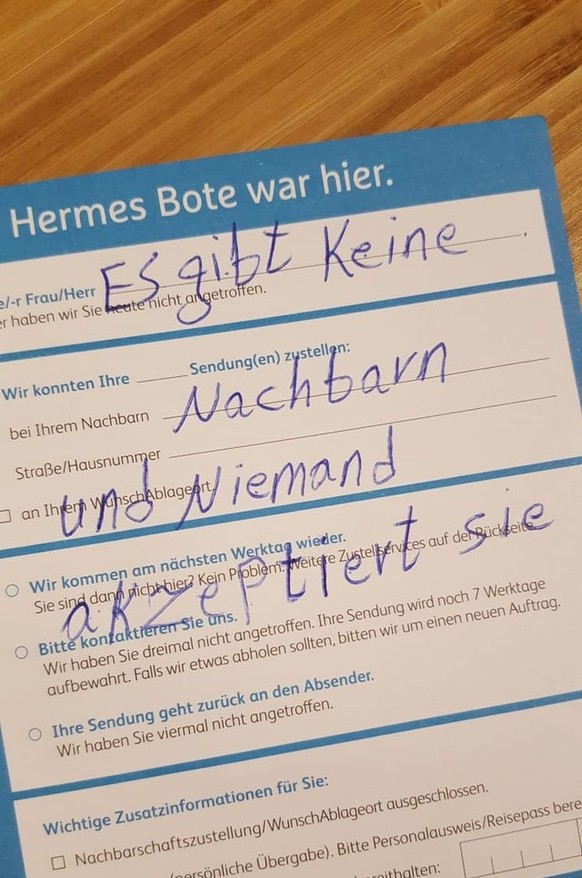 Hermes Bote war hier.
e/-r Frau/Herr Es gibt Keine
er haben wir Sie heute nicht angetroffen.
Wir konnten Ihre Sendung(en) zustellen:
bei Ihrem Nachbarn Nachbarn
Straße/Hausnummer
an Ihrem WunschAblageort
und Niemand
Wir kommen am nächsten Werktag wieder.
Sie sind dann nicht hier? Kein Problem. Weitere Zustellservices auf der Rückseite
akzeptiert sie
Bitte kontaktieren Sie uns.
Wir haben Sie dreimal nicht angetroffen. Ihre Sendung wird noch 7 Werktage
aufbewahrt. Falls wir etwas abholen sollten, bitten wir um einen neuen Auftrag.
Ihre Sendung geht zurück an den Absender.
Wir haben Sie viermal nicht angetroffen.
Wichtige Zusatzinformationen für Sie:
Nachbarschaftszustellung/WunschAblageort ausgeschlossen.
(persönliche Übergabe). Bitte Personalausweis/Reisepass bere
reithalten: